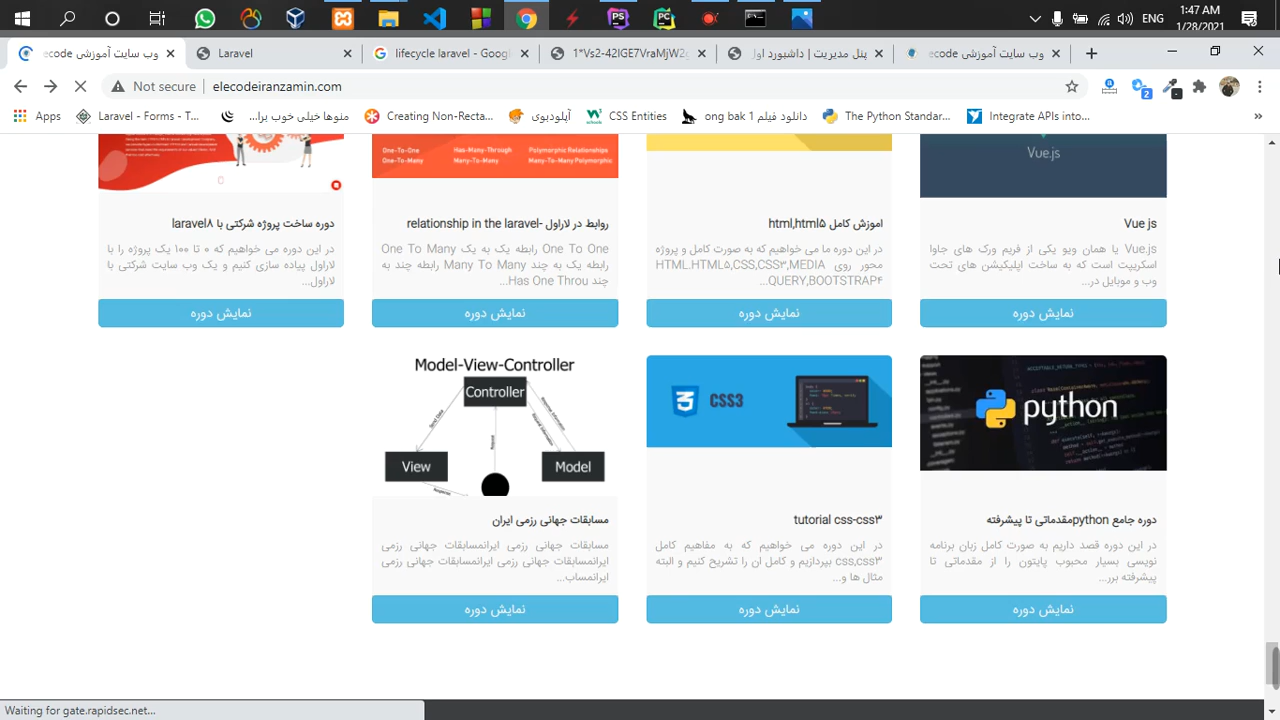 1:47 AM
ENG
1/28/2021
وب سایت آموزشی ecode
Laravel
lifecycle laravel - Goog
1*Vs2-42IGE7VraMjW2
پنل مدیریت | داشبورد اول
وب سایت آموزشی ecode
Not secure
elecodeiranzamin.com
2
Apps
Laravel - Forms - T...
منوها خیلی خوب برا...
Creating Non-Recta...
آپلودیوی
CSS Entities
دانلود فیلم ong bak 1
The Python Standar...
Integrate APIs into...
»
One-To-One
One-To-Many
Has-Many-Through
Many-To-Many
Polymorphic Relationships
Many-To-Many Polymorphic
Vue.js
Vue js
Vue.js یا همان ویو یکی از فریم ورک های جاوا
اسکریپت است که به ساخت اپلیکیشن های تحت
وب و موبایل در...
نمایش دوره
اموزش کامل html,html۵
در این دوره ما می خواهیم که به صورت کامل و پروژه
محور روی HTML.HTML۵,CSS,CSS۳,MEDIA
QUERY,BOOTSTRAP۴...
نمایش دوره
روابط در لاراول -relationship in the laravel
One To One رابطه یک به یک One To Many
رابطه یک به چند Many To Many رابطه چند به
چند Has One Throu...
نمایش دوره
دوره ساخت پروژه شرکتی با laravel۸
در این دوره می خواهیم که ۰ تا ۱۰۰ یک پروژه را با
لاراول پیاده سازی کنیم و یک وب سایت شرکتی با
لاراول...
نمایش دوره
python
دوره جامع pythonمقدماتی تا پیشرفته
در این دوره قصد داریم به صورت کامل زبان برنامه
نویسی بسیار محبوب پایتون را از مقدماتی تا
پیشرفته برر...
نمایش دوره
CSS3
tutorial css-css۳
در این دوره می خواهیم که به مفاهیم کامل
css,css۳ بپردازیم و کامل ان را تشریح کنیم و البته
مثال ها و...
نمایش دوره
Model-View-Controller
Controller
View
Model
مسابقات جهانی رزمی ایران
مسابقات جهانی رزمی ایرانمسابقات جهانی رزمی
ایرانمسابقات جهانی رزمی ایرانمسابقات جهانی رزمی
ایرانمساب...
نمایش دوره
Waiting for gate.rapidsec.net...